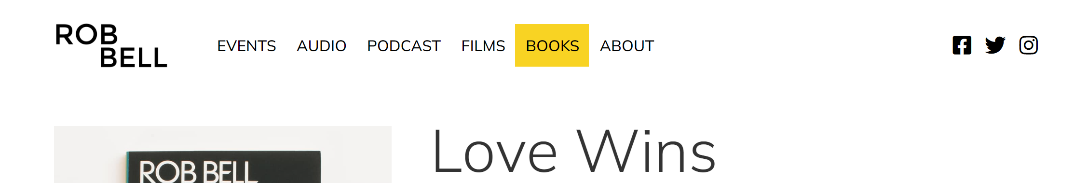 ROB
BELL
EVENTS AUDIO PODCAST FILMS BOOKS ABOUT
Love Wins
ROB BELL